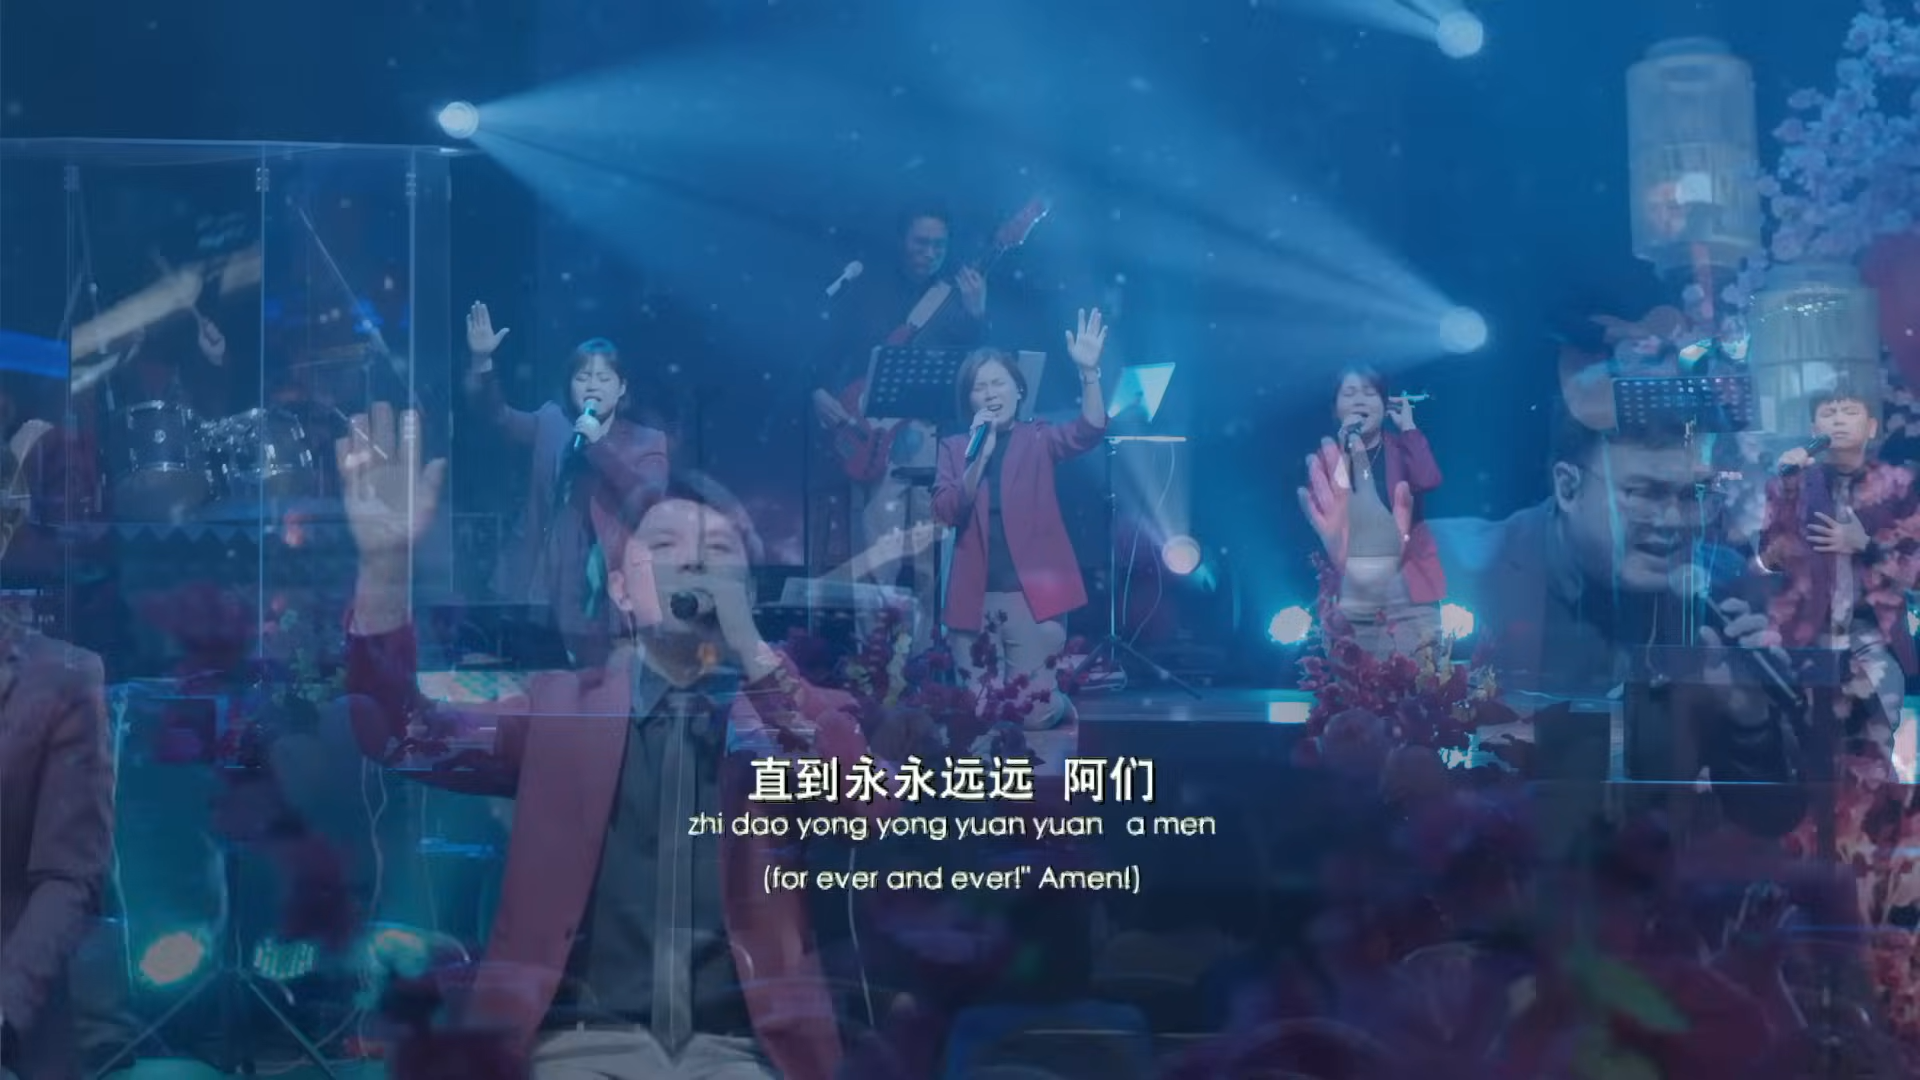 直到永永远远 阿们
zhi dao yong yong yuan yuan a men
(for ever and ever!" Amen!)